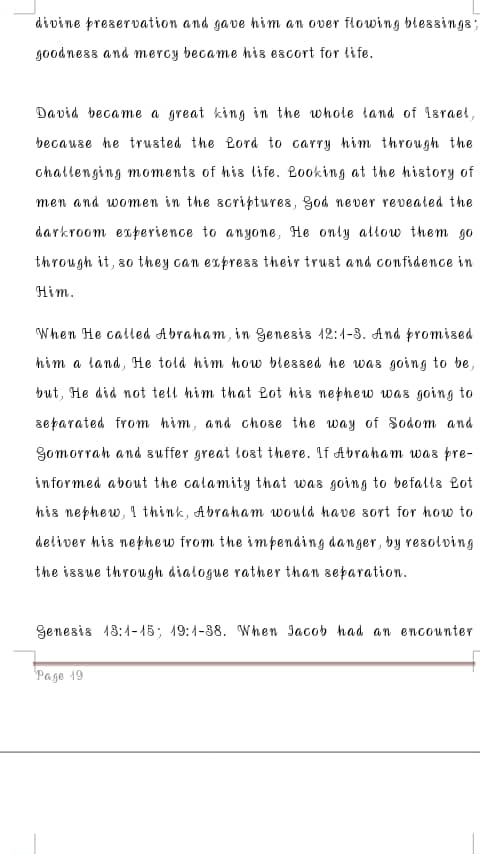 divine preservation and gave him an over flowing blessings;
goodness and mercy became his escort for life.
David became a great king in the whole land of Israel,
because he trusted the Lord to carry him through the
challenging moments of his life. Looking at the history of
men and women in the scriptures, God never revealed the
darkroom experience to anyone, He only allow them go
through it, so they can express their trust and confidence in
Him.
When He called Abraham, in Genesis 12:1-3. And promised
him a land, He told him how blessed he was going to be,
but, He did not tell him that Lot his nephew was going to
separated from him, and chose the way of Sodom and
Gomorrah and suffer great lost there. If Abraham was pre-
informed about the calamity that was going to befalls Lot
his nephew, I think, Abraham would have sort for how to
deliver his nephew from the impending danger, by resolving
the issue through dialogue rather than separation.
Genesis 13:1-15; 19:1-38. When Jacob had an encounter
Page 19